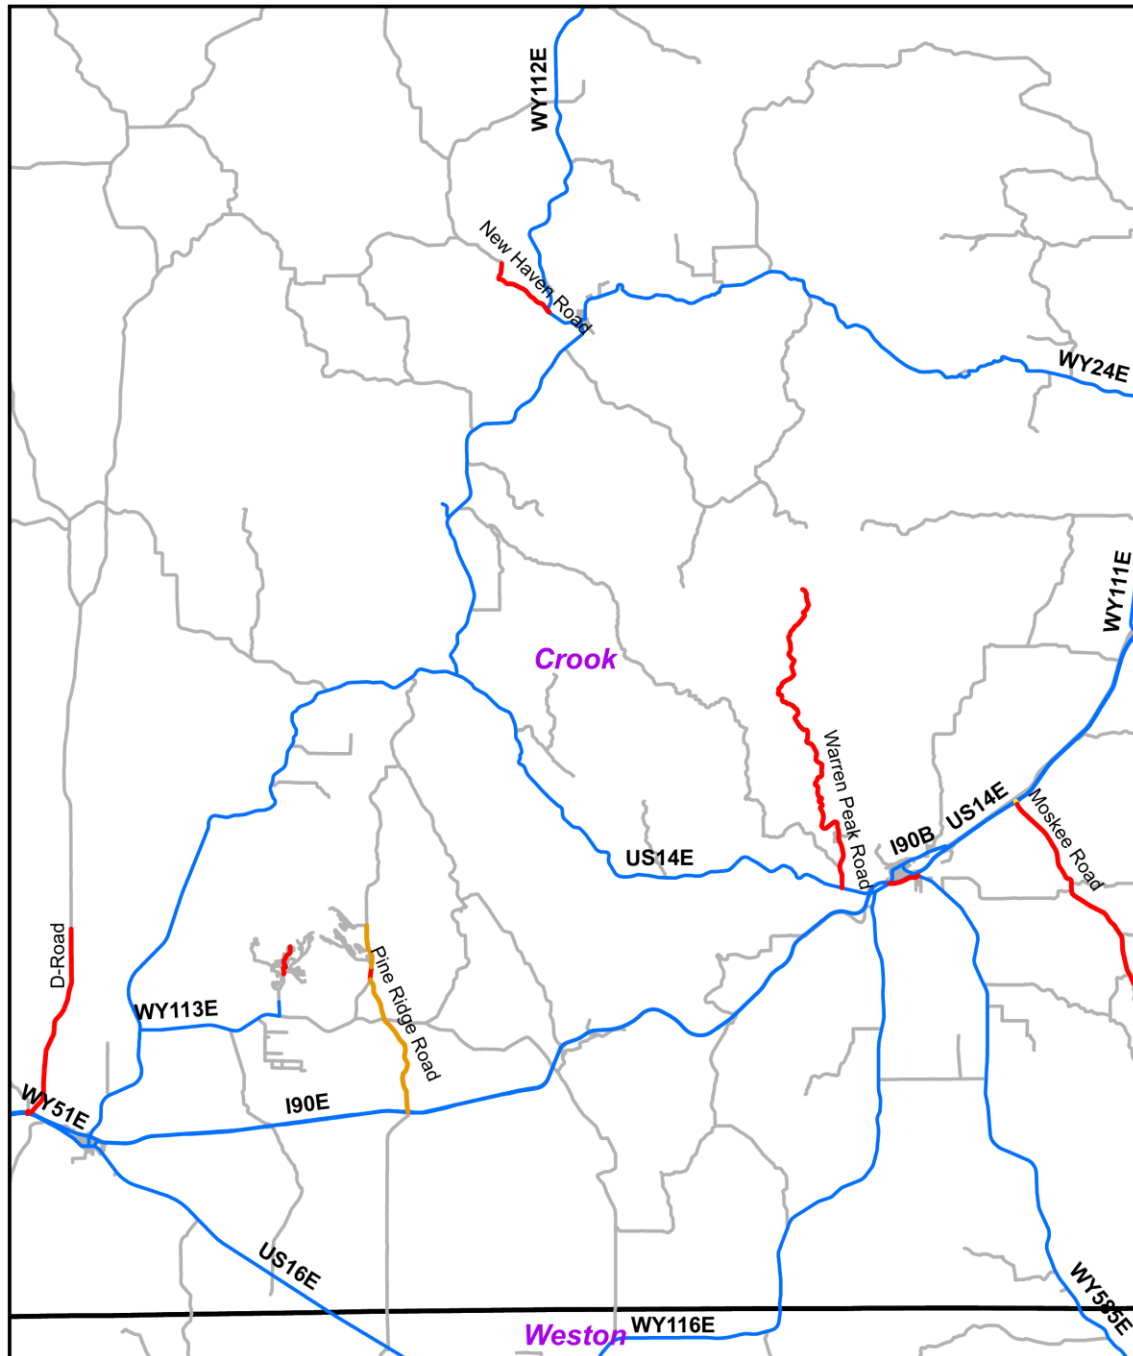 WY112E
New Haven Road
WY24E
WY111E
Crook
Warren Peak Road
US14E
I90B
Moskee Road
US14E
D-Road
Pine Ridge Road
WY113E
WY51E
I90E
US16E
WY585E
WY116E
Weston